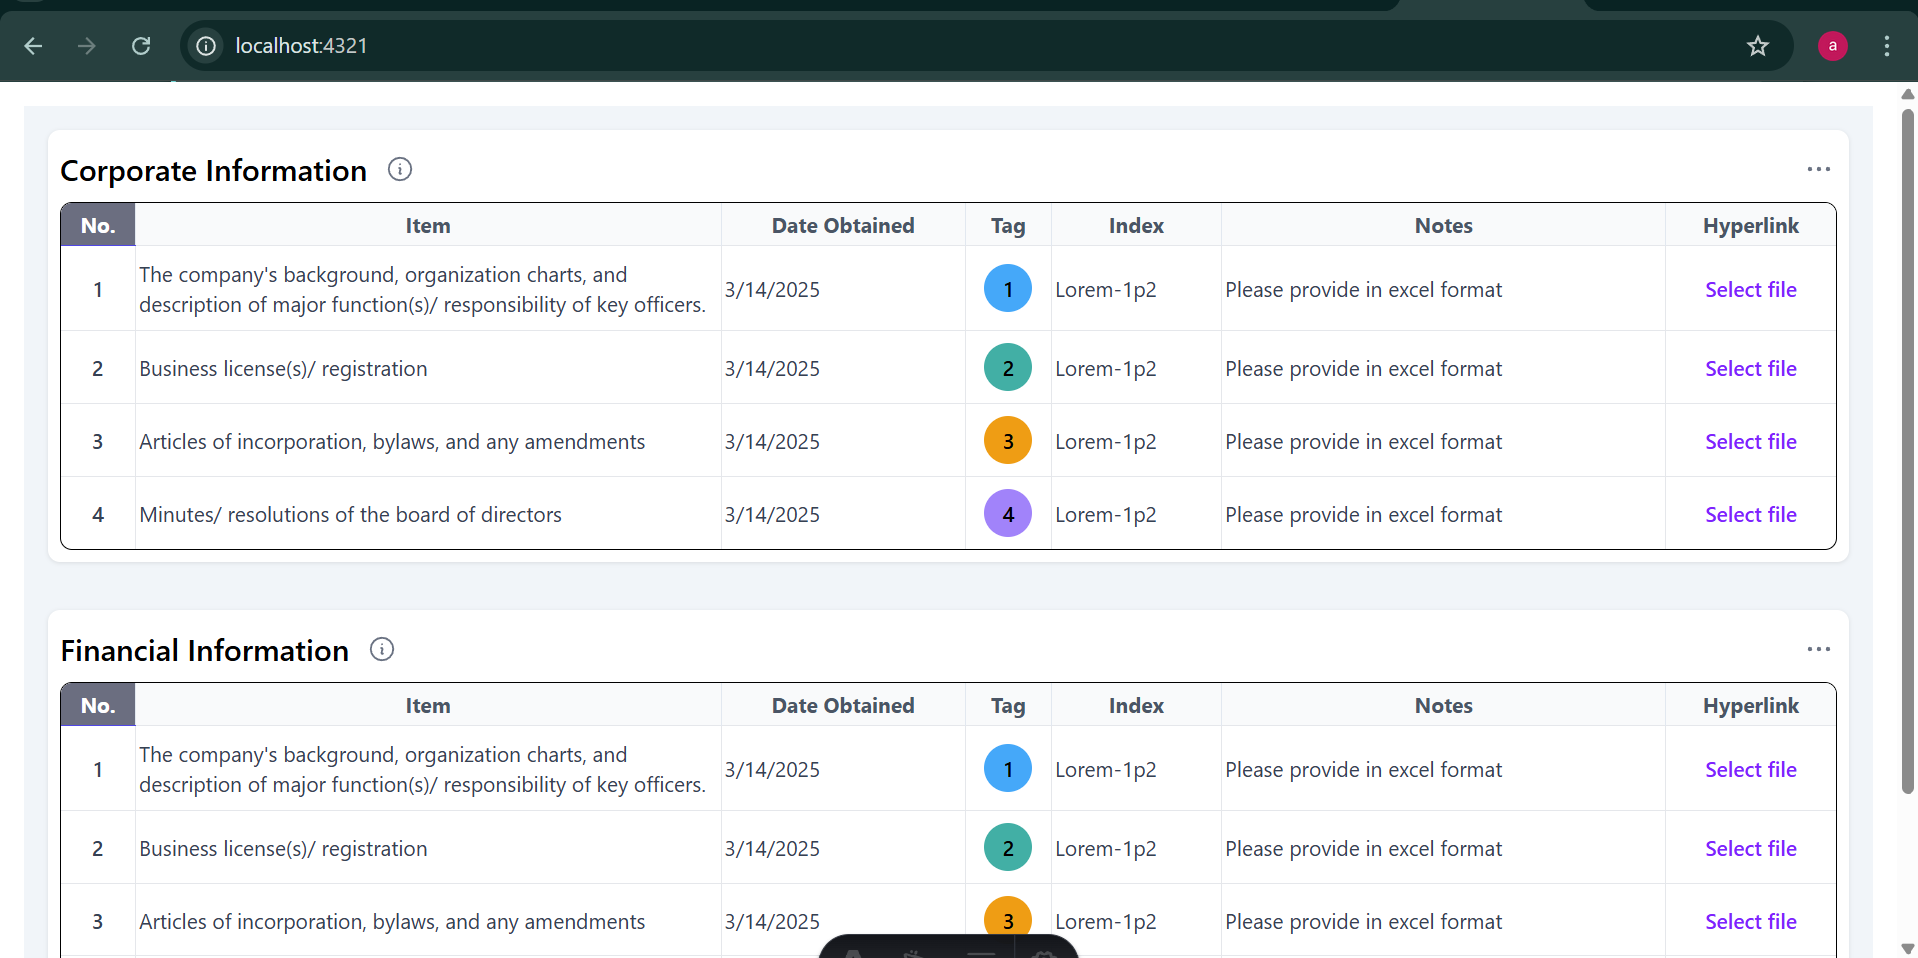 localhost:4321
a
Corporate Information
No. Item Date Obtained Tag Index Notes Hyperlink
1 The company's background, organization charts, and description of major function(s)/ responsibility of key officers. 3/14/2025 1 Lorem-1p2 Please provide in excel format Select file
2 Business license(s)/ registration 3/14/2025 2 Lorem-1p2 Please provide in excel format Select file
3 Articles of incorporation, bylaws, and any amendments 3/14/2025 3 Lorem-1p2 Please provide in excel format Select file
4 Minutes/ resolutions of the board of directors 3/14/2025 4 Lorem-1p2 Please provide in excel format Select file
Financial Information
No. Item Date Obtained Tag Index Notes Hyperlink
1 The company's background, organization charts, and description of major function(s)/ responsibility of key officers. 3/14/2025 1 Lorem-1p2 Please provide in excel format Select file
2 Business license(s)/ registration 3/14/2025 2 Lorem-1p2 Please provide in excel format Select file
3 Articles of incorporation, bylaws, and any amendments 3/14/2025 3 Lorem-1p2 Please provide in excel format Select file